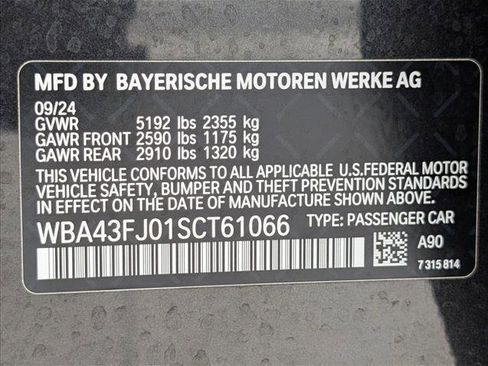 MFD BY BAYERISCHE MOTOREN WERKE AG
09/24
GVWR 5192 lbs 2355 kg
GAWR FRONT 2590 lbs 1175 kg
GAWR REAR 2910 lbs 1320 kg
THIS VEHICLE CONFORMS TO ALL APPLICABLE U.S.FEDERAL MOTOR
VEHICLE SAFETY, BUMPER AND THEFT PREVENTION STANDARDS
IN EFFECT ON THE DATE OF MANUFACTURE SHOWN ABOVE.
WBA43FJ01SCT61066 TYPE: PASSENGER CAR
A90
7 315 814